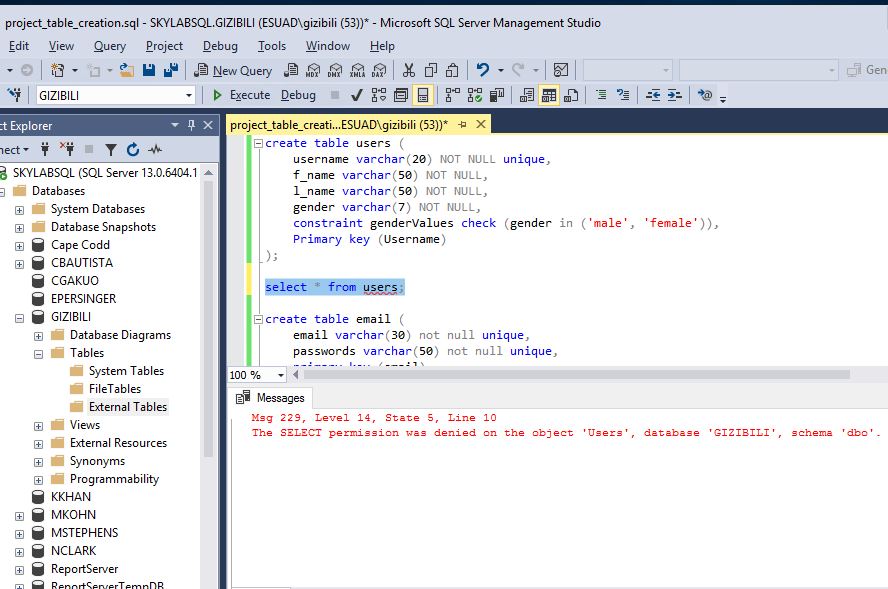 project_table_creation.sql - SKYLABSQL.GIZIBILI (ESUAD\gizibili (53))* - Microsoft SQL Server Management Studio
Edit View Query Project Debug Tools Window Help
New Query MDX DMX XMLA DAX Gen
GIZIBILI Execute Debug
ct Explorer
nect
SKYLABSQL (SQL Server 13.0.6404.1
Databases
System Databases
Database Snapshots
Cape Codd
CBAUTISTA
CGAKUO
EPERSINGER
GIZIBILI
Database Diagrams
Tables
System Tables
FileTables
External Tables
Views
External Resources
Synonyms
Programmability
KKHAN
MKOHN
MSTEPHENS
NCLARK
ReportServer
ReportServerTempDB
project_table_creati...ESUAD\gizibili (53))*
create table users (
username varchar(20) NOT NULL unique,
f_name varchar(50) NOT NULL,
l_name varchar(50) NOT NULL,
gender varchar(7) NOT NULL,
constraint genderValues check (gender in ('male', 'female')),
Primary key (Username)
);
select * from users;
create table email (
email varchar(30) not null unique,
passwords varchar(50) not null unique,
primary key (email)
100 %
Messages
Msg 229, Level 14, State 5, Line 10
The SELECT permission was denied on the object 'Users', database 'GIZIBILI', schema 'dbo'.